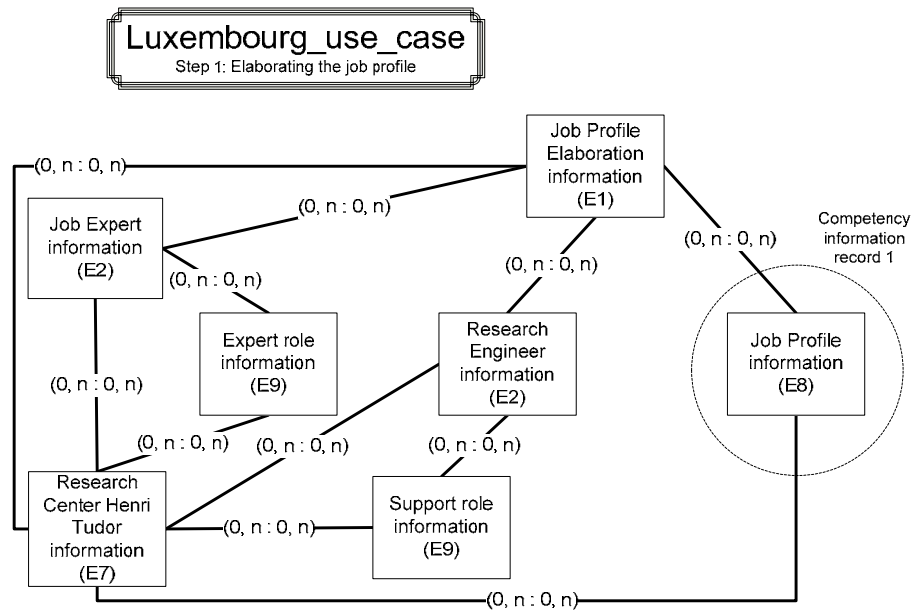 Luxembourg_use_case
Step 1: Elaborating the job profile
Job Profile
Elaboration
information
(E1)
(0, n : 0, n)
(0, n : 0, n)
Job Expert
information
(E2)
(0, n : 0, n)
Competency
information
record 1
(0, n : 0, n)
(0, n : 0, n)
Expert role
information
(E9)
Research
Engineer
information
(E2)
Job Profile
information
(E8)
(0, n : 0, n)
(0, n : 0, n)
(0, n : 0, n)
(0, n : 0, n)
Research
Center Henri
Tudor
information
(E7)
(0, n : 0, n)
Support role
information
(E9)
(0, n : 0, n)